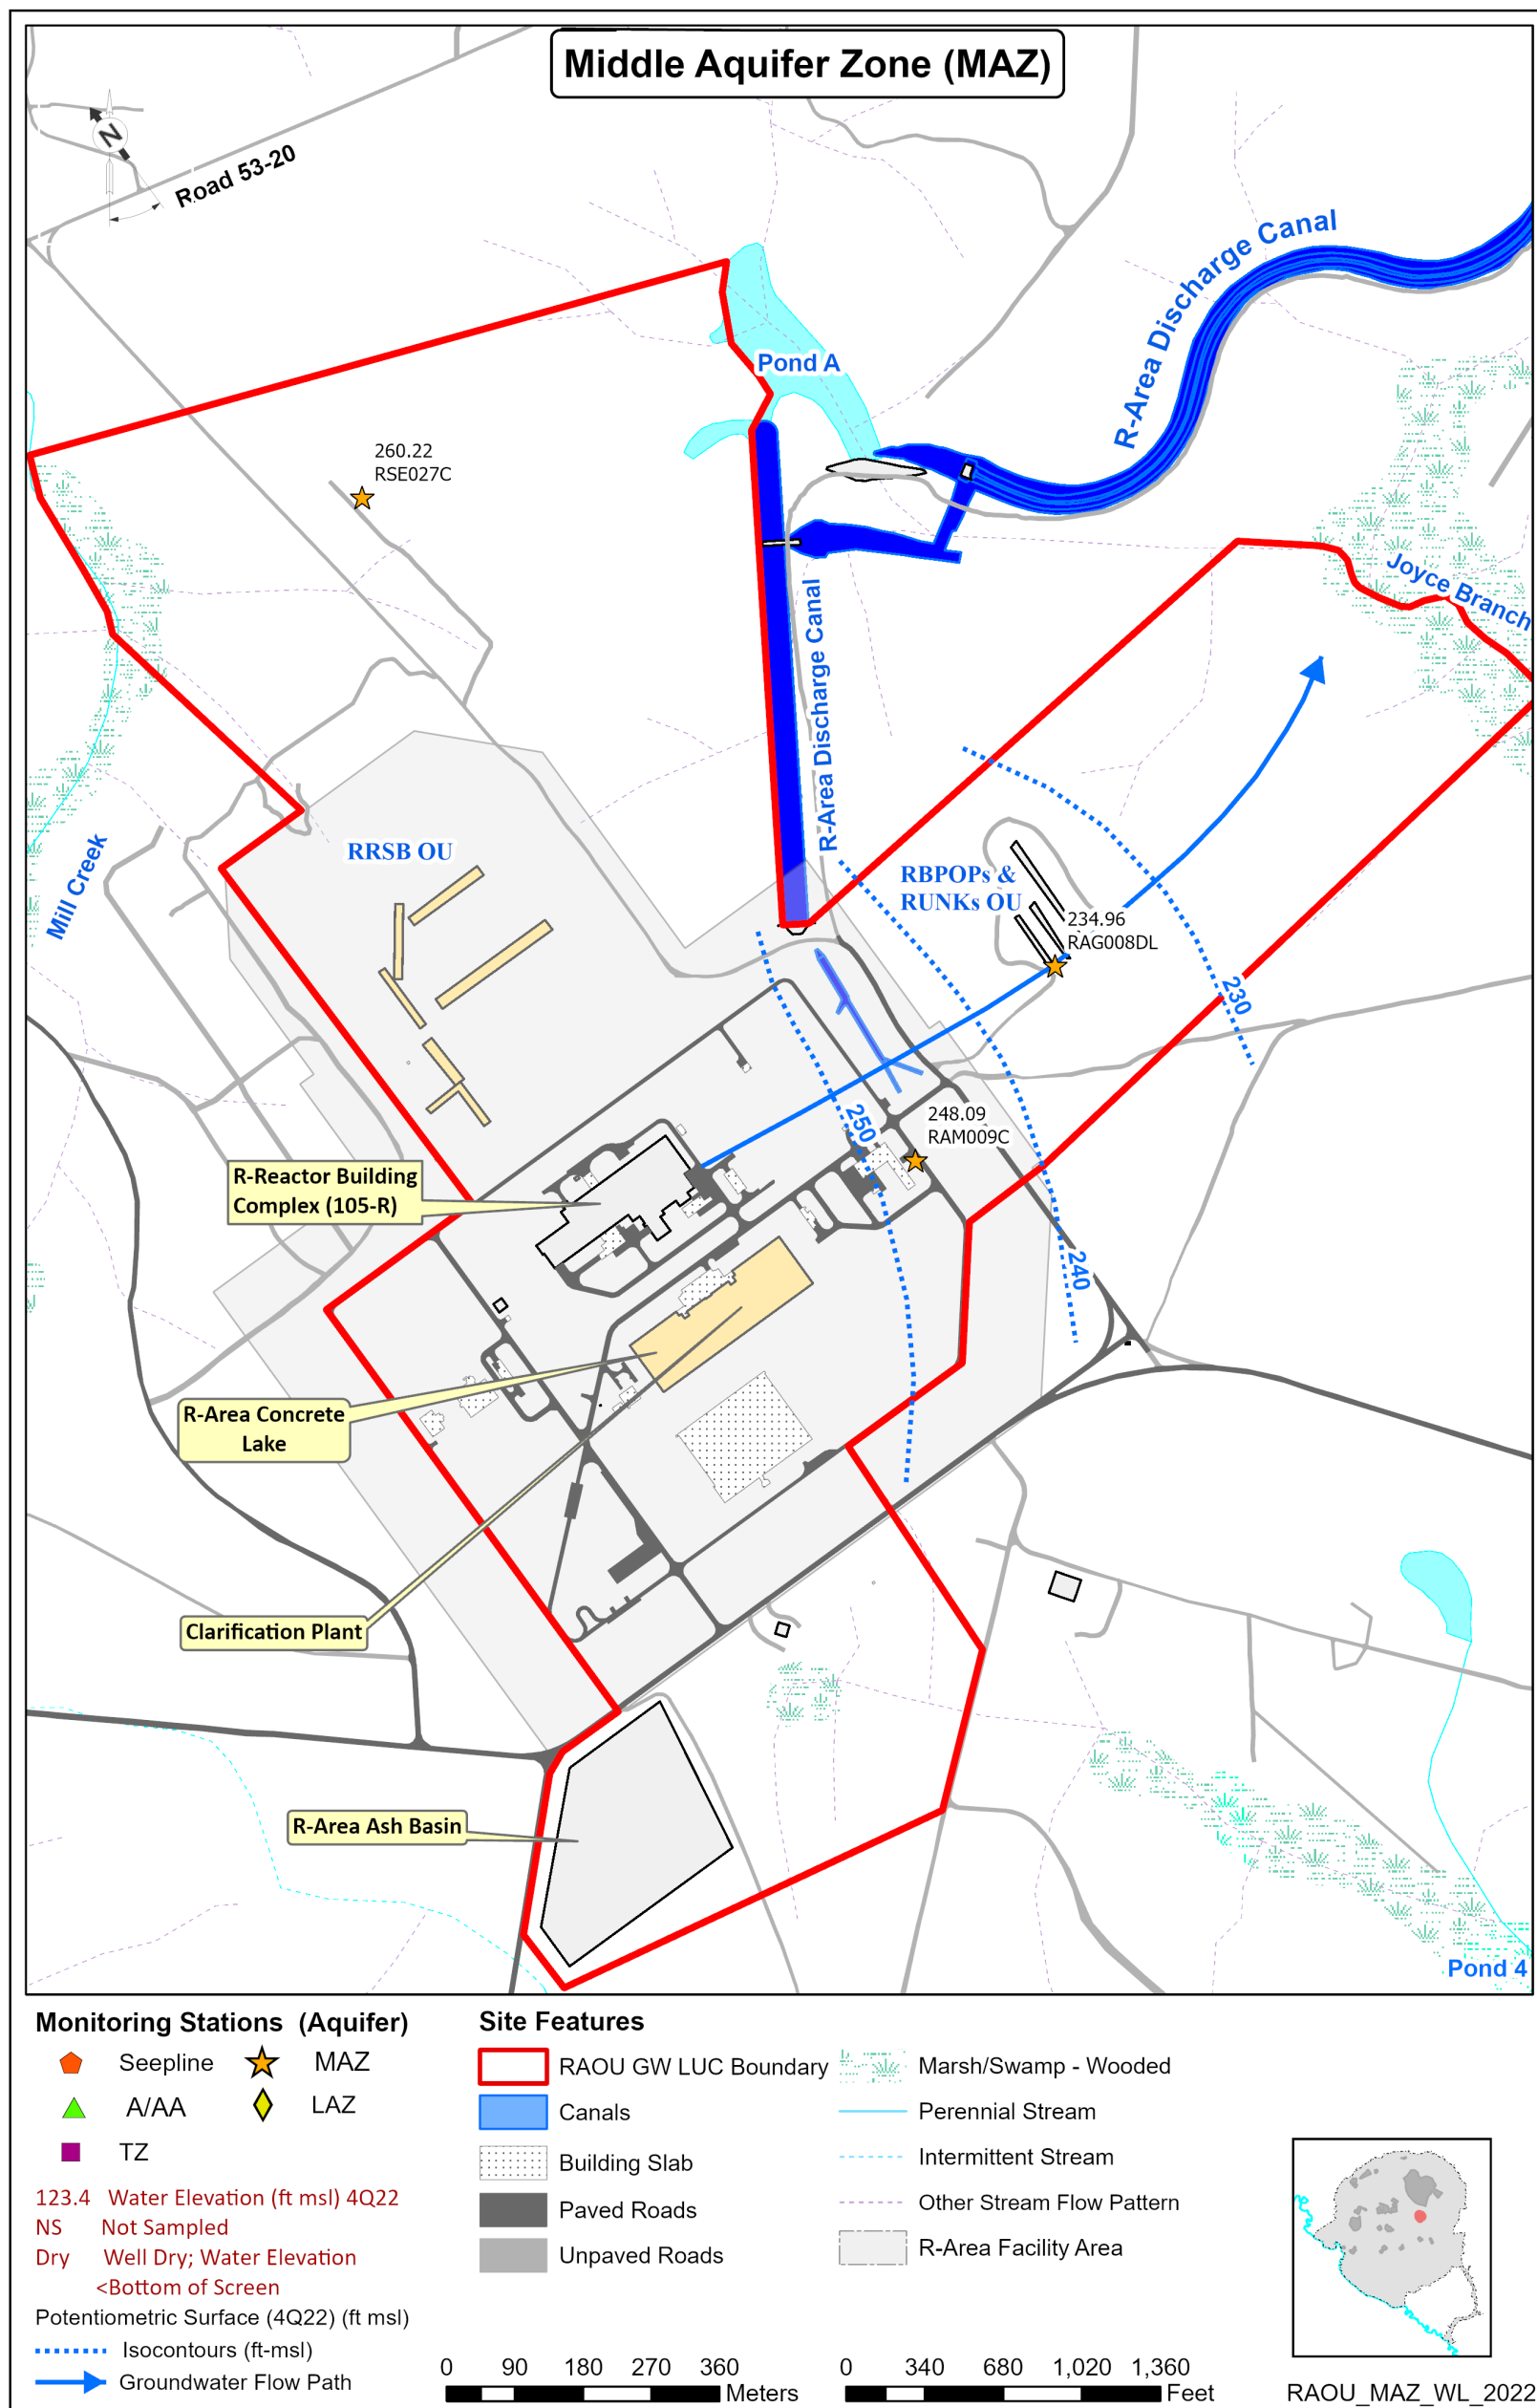 Middle Aquifer Zone (MAZ)
N
Road 53-20
R-Area Discharge Canal
Pond A
260.22
RSE027C
Joyce Branch
R-Area Discharge Canal
Mill Creek
RRSB OU
RBPOPs &
RUNKs OU
234.96
RAG008DL
230
250
248.09
RAM009C
240
R-Reactor Building
Complex (105-R)
R-Area Concrete
Lake
Clarification Plant
R-Area Ash Basin
Pond 4
Monitoring Stations (Aquifer)
Seepline
MAZ
A/AA
LAZ
TZ
123.4 Water Elevation (ft msl) 4Q22
NS Not Sampled
Dry Well Dry; Water Elevation
<Bottom of Screen
Potentiometric Surface (4Q22) (ft msl)
Isocontours (ft-msl)
Groundwater Flow Path
Site Features
RAOU GW LUC Boundary
Canals
Building Slab
Paved Roads
Unpaved Roads
Marsh/Swamp - Wooded
Perennial Stream
Intermittent Stream
Other Stream Flow Pattern
R-Area Facility Area
0 90 180 270 360
Meters
0 340 680 1,020 1,360
Feet
RAOU_MAZ_WL_2022